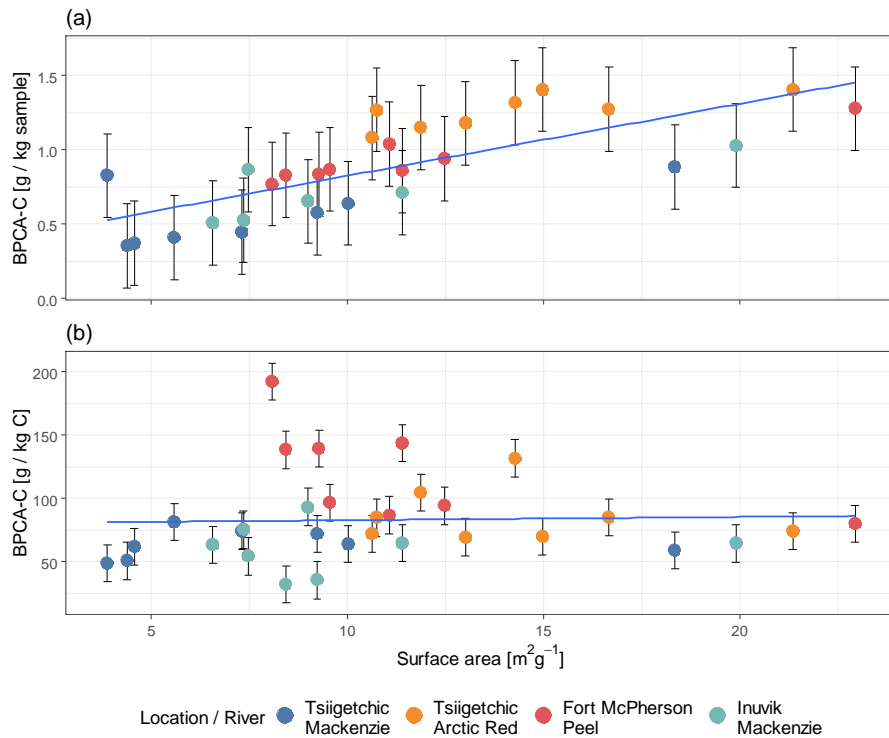 (a)
BPCA-C [g / kg sample]
1.5
1.0
0.5
0.0
(b)
BPCA-C [g / kg C]
200
150
100
50
5 10 15 20
Surface area [m²g⁻¹]
Location / River
Tsiigetchic
Mackenzie
Tsiigetchic
Arctic Red
Fort McPherson
Peel
Inuvik
Mackenzie